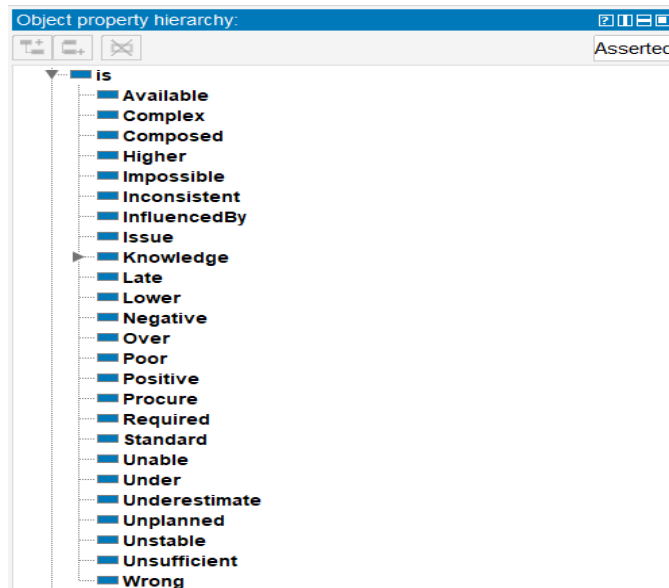 Object property hierarchy:
Asserted
is
Available
Complex
Composed
Higher
Impossible
Inconsistent
InfluencedBy
Issue
Knowledge
Late
Lower
Negative
Over
Poor
Positive
Procure
Required
Standard
Unable
Under
Underestimate
Unplanned
Unstable
Unsufficient
Wrong